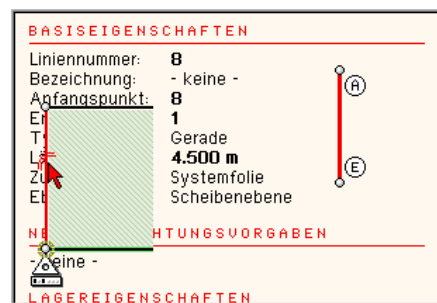 BASISEIGENSCHAFTEN
Liniennummer: 8
Bezeichnung: - keine -
Anfangspunkt: 8
1
Gerade
4.500 m
Systemfolie
Scheibenebene
A
E
- keine -
LAGEREIGENSCHAFTEN